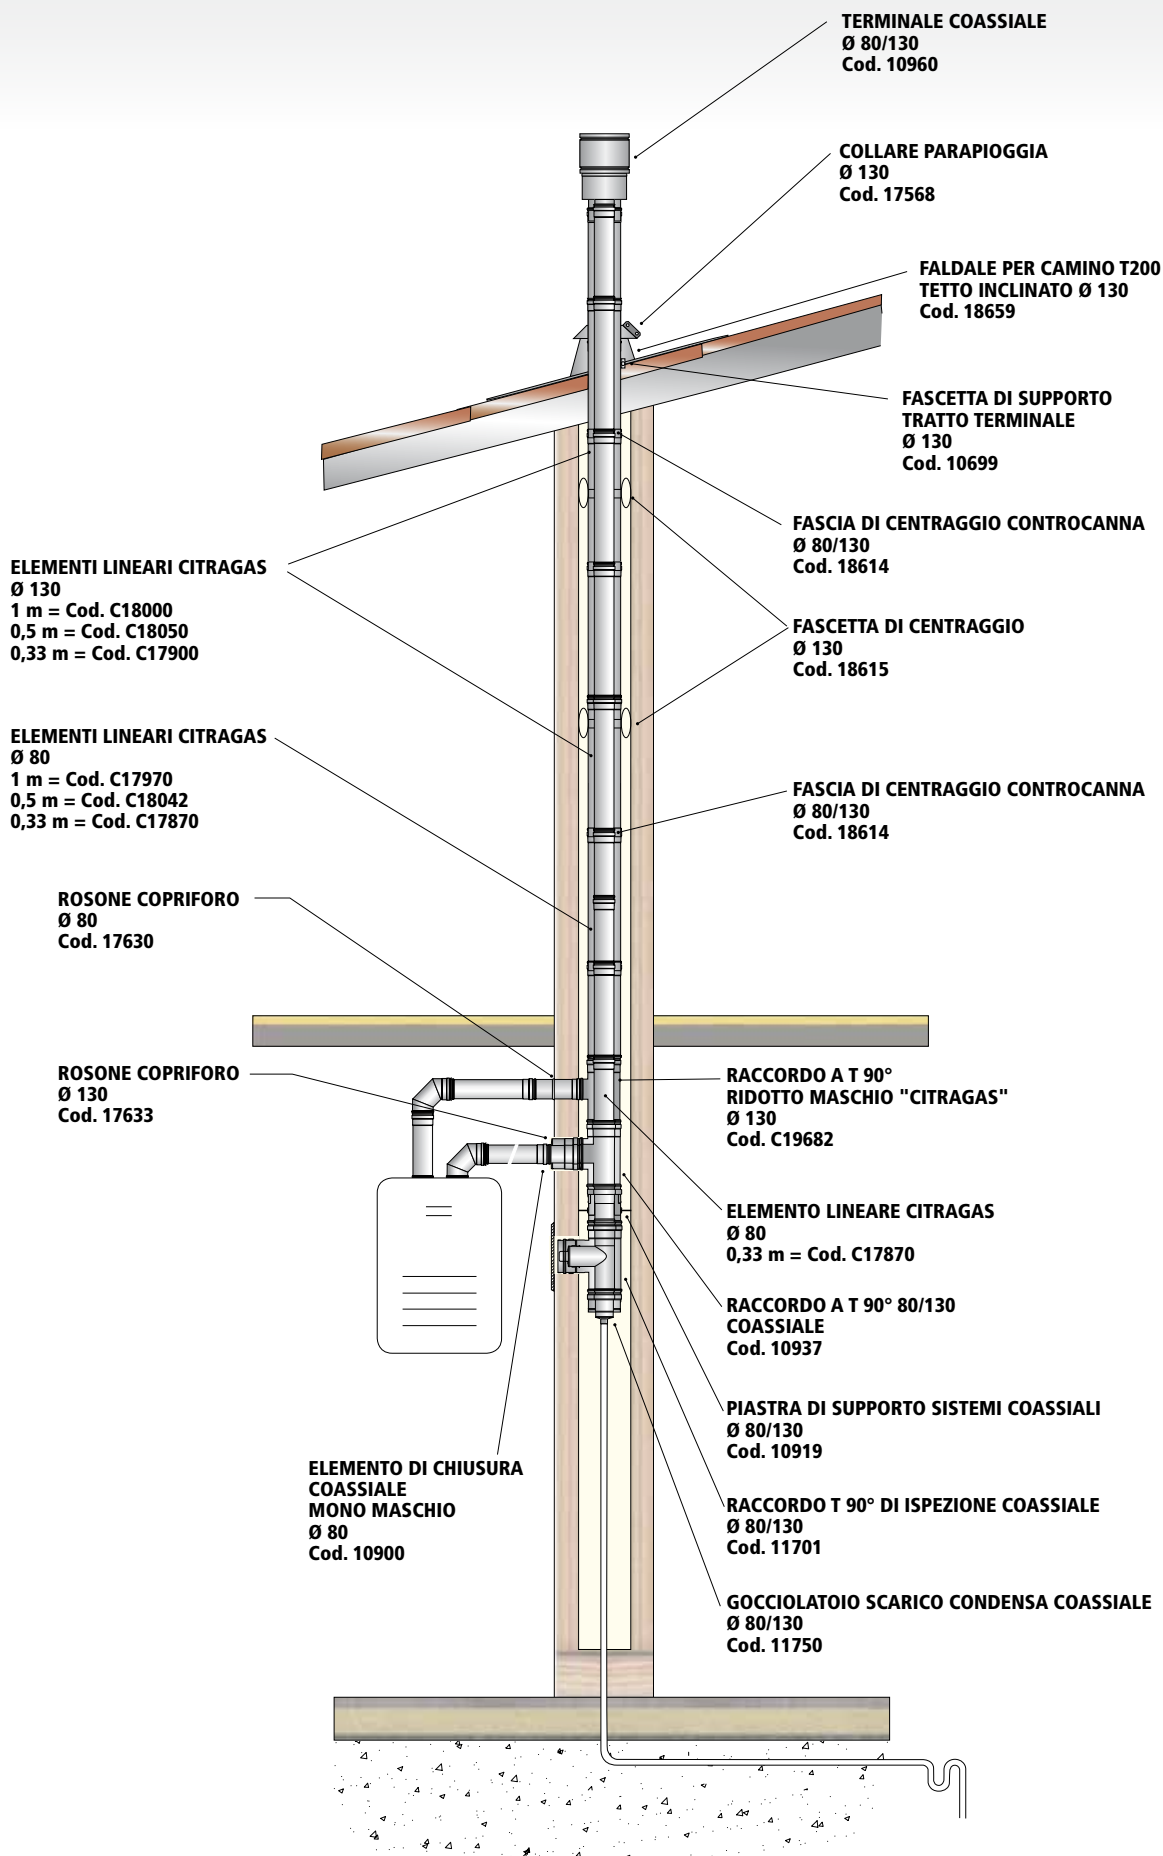 TERMINALE COASSIALE
Ø 80/130
Cod. 10960
COLLARE PARAPIOGGIA
Ø 130
Cod. 17568
FALDALE PER CAMINO T200
TETTO INCLINATO Ø 130
Cod. 18659
FASCETTA DI SUPPORTO
TRATTO TERMINALE
Ø 130
Cod. 10699
FASCIA DI CENTRAGGIO CONTROCANNA
Ø 80/130
Cod. 18614
ELEMENTI LINEARI CITRAGAS
Ø 130
1 m = Cod. C18000
0,5 m = Cod. C18050
0,33 m = Cod. C17900
FASCETTA DI CENTRAGGIO
Ø 130
Cod. 18615
ELEMENTI LINEARI CITRAGAS
Ø 80
1 m = Cod. C17970
0,5 m = Cod. C18042
0,33 m = Cod. C17870
FASCIA DI CENTRAGGIO CONTROCANNA
Ø 80/130
Cod. 18614
ROSONE COPRIFORO
Ø 80
Cod. 17630
ROSONE COPRIFORO
Ø 130
Cod. 17633
RACCORDO A T 90°
RIDOTTO MASCHIO "CITRAGAS"
Ø 130
Cod. C19682
ELEMENTO LINEARE CITRAGAS
Ø 80
0,33 m = Cod. C17870
RACCORDO A T 90° 80/130
COASSIALE
Cod. 10937
PIASTRA DI SUPPORTO SISTEMI COASSIALI
Ø 80/130
Cod. 10919
ELEMENTO DI CHIUSURA
COASSIALE
MONO MASCHIO
Ø 80
Cod. 10900
RACCORDO T 90° DI ISPEZIONE COASSIALE
Ø 80/130
Cod. 11701
GOCCIOLATOIO SCARICO CONDENSA COASSIALE
Ø 80/130
Cod. 11750